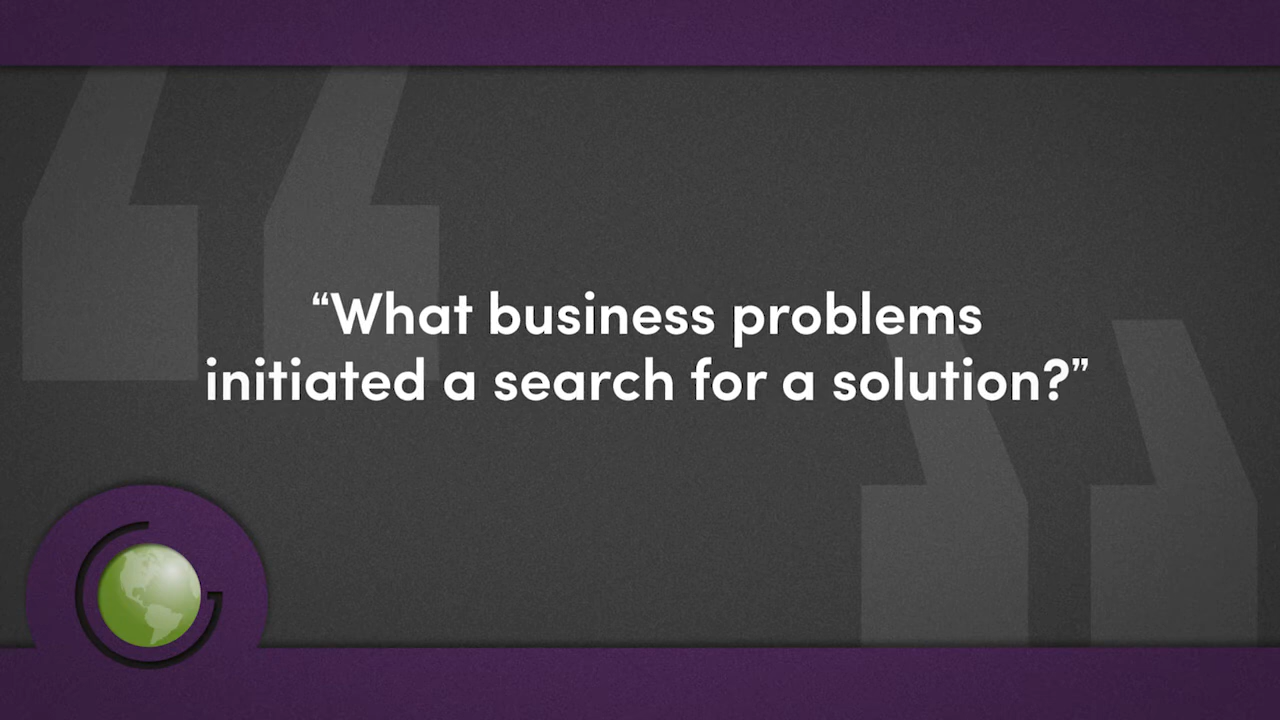 “What business problems
initiated a search for a solution?”